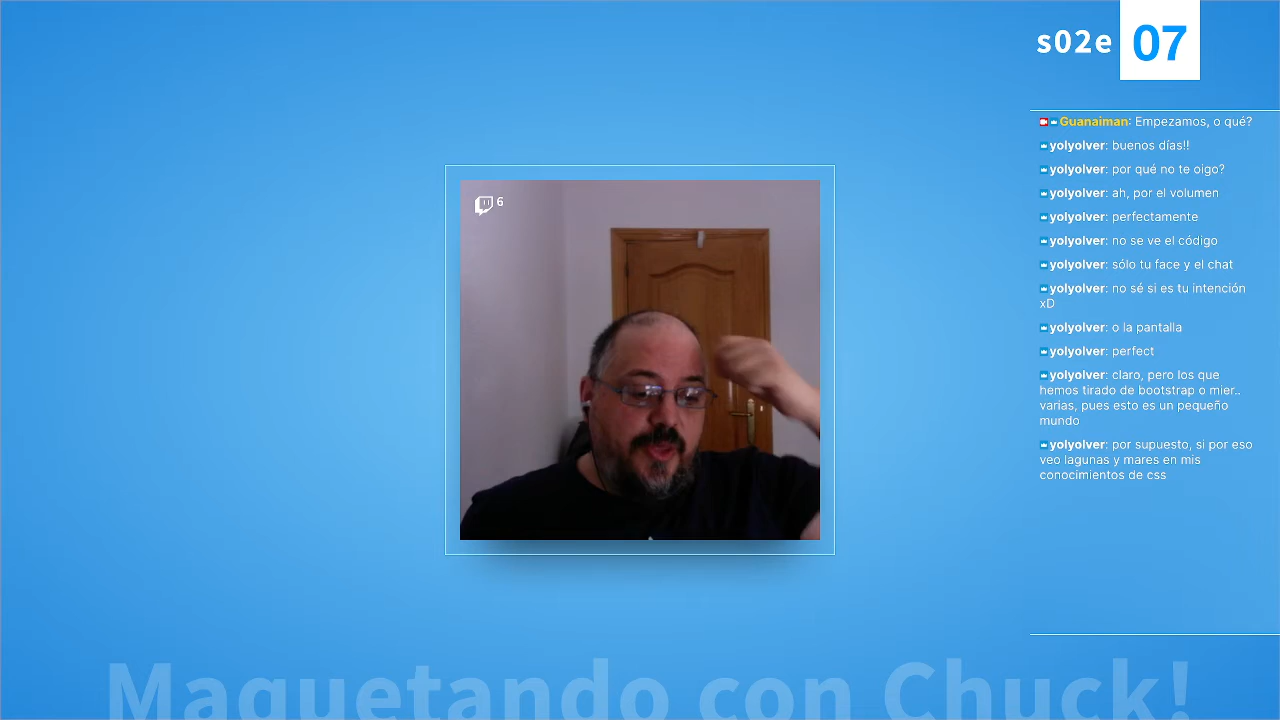 s02e 07
Guanaiman: Empezamos, o qué?
yolyolver: buenos días!!
yolyolver: por qué no te oigo?
yolyolver: ah, por el volumen
yolyolver: perfectamente
yolyolver: no se ve el código
yolyolver: sólo tu face y el chat
yolyolver: no sé si es tu intención
xD
yolyolver: o la pantalla
yolyolver: perfect
yolyolver: claro, pero los que
hemos tirado de bootstrap o mier..
varias, pues esto es un pequeño
mundo
yolyolver: por supuesto, si por eso
veo lagunas y mares en mis
conocimientos de css
6
Maquetando con Chuck!